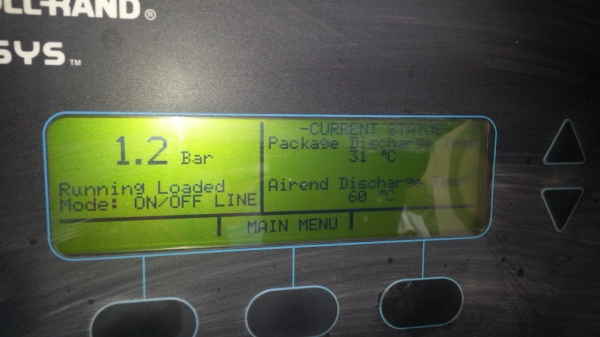 LL-RAND®
SYS™
1.2 Bar
Running Loaded
Mode: ON/OFF LINE
-CURRENT STATUS-
Package Discharge Temp
31 °C
Airend Discharge Temp
60 °C
MAIN MENU